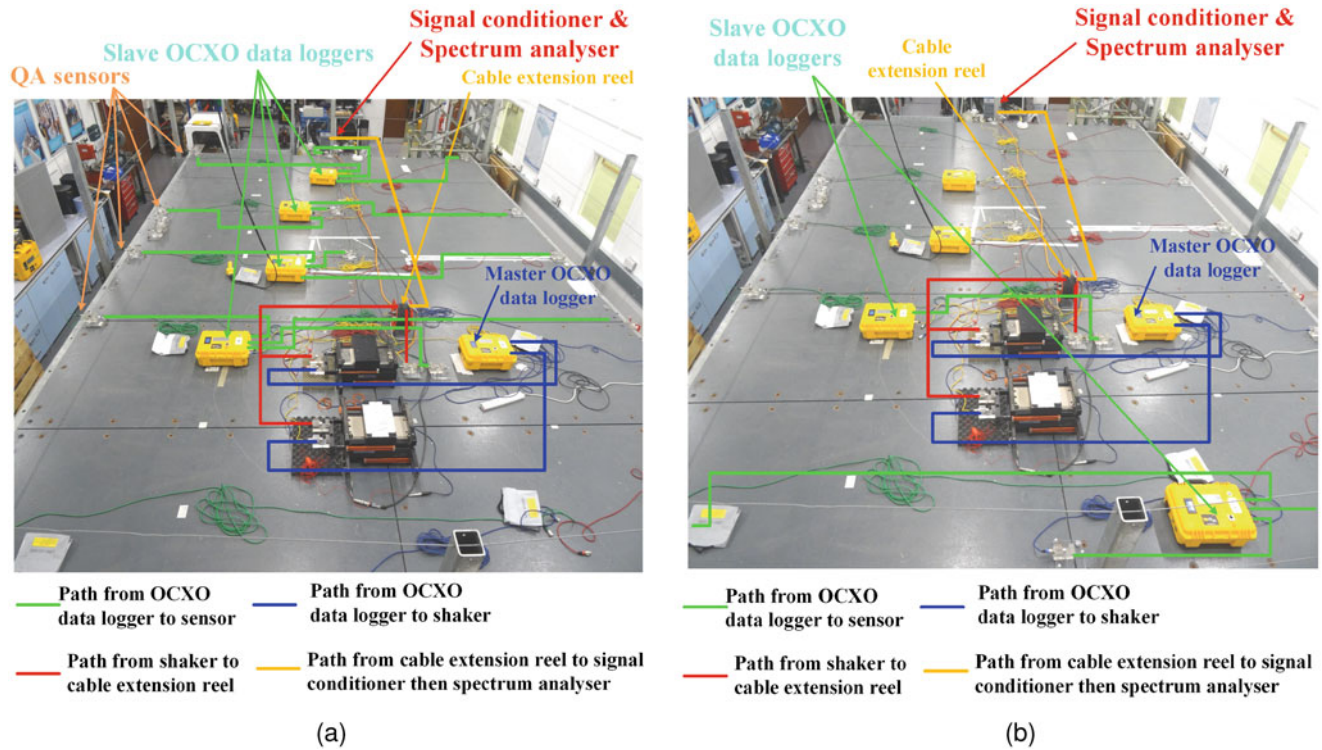 Signal conditioner &
Spectrum analyser
Slave OCXO data loggers
QA sensors
Cable extension reel
Master OCXO
data logger
Path from OCXO
data logger to sensor
Path from OCXO
data logger to shaker
Path from shaker to
cable extension reel
Path from cable extension reel to signal
conditioner then spectrum analyser
(a)
Signal conditioner &
Spectrum analyser
Slave OCXO
data loggers
Cable
extension reel
Master OCXO
data logger
Path from OCXO
data logger to sensor
Path from OCXO
data logger to shaker
Path from shaker to
cable extension reel
Path from cable extension reel to signal
conditioner then spectrum analyser
(b)